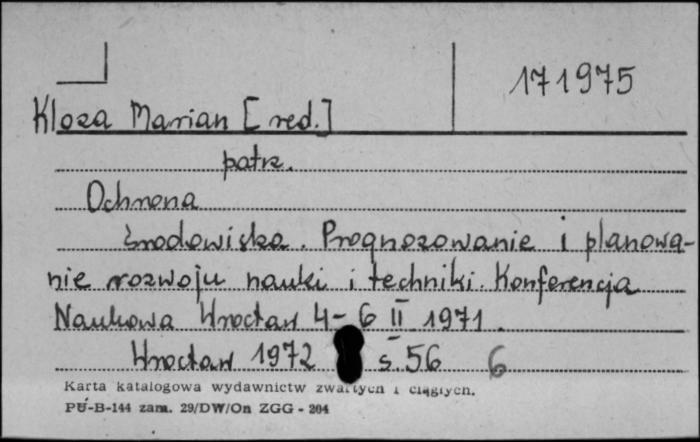 171975
Kloza Marian [red.]
patrz.
Ochrona
środowiska. Prognozowanie i planowa-
nie rozwoju nauki i techniki. Konferencja
Naukowa Wrocław 4-6 II 1971.
Wrocław 1972 s. 56 6
Karta katalogowa wydawnictw zwartych i ciągłych.
PU-B-144 zam. 29/DW/On ZGG - 204